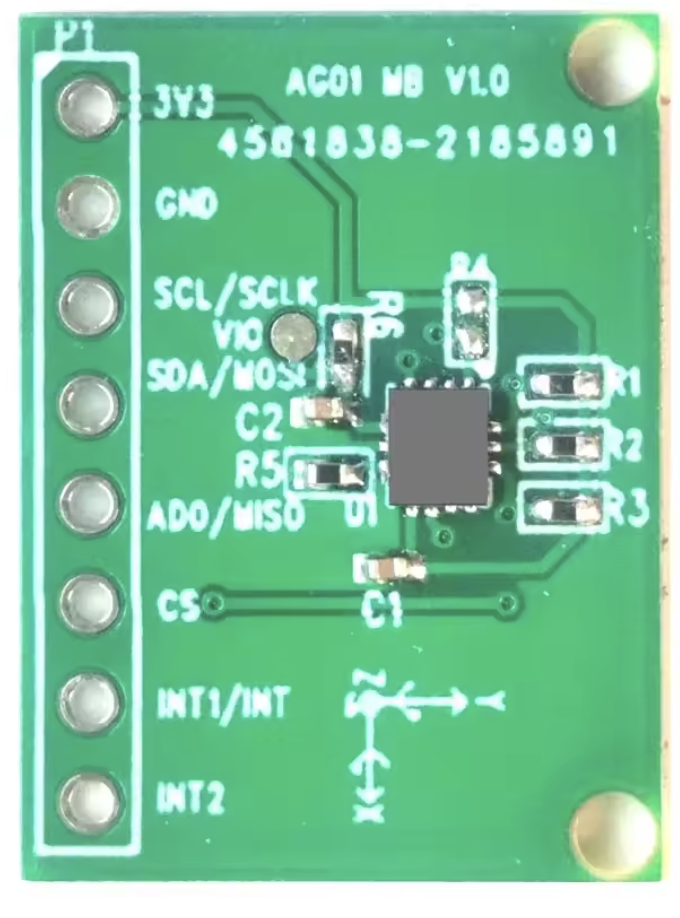 P1
AG01 MB V1.0
3V3
4561838-2185891
GND
R4
SCL/SCLK
R6
VIO
SDA/MOSI
R1
C2
R2
R5
AD0/MISO
U1
R3
CS
C1
Z
Y
INT1/INT
X
INT2